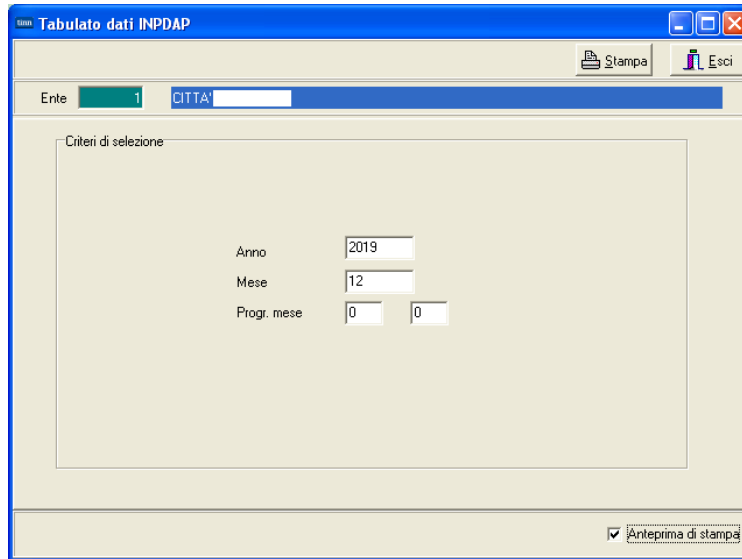 tinn Tabulato dati INPDAP
Stampa Esci
Ente 1 CITTA'
Criteri di selezione
Anno 2019
Mese 12
Progr. mese 0 0
Anteprima di stampa